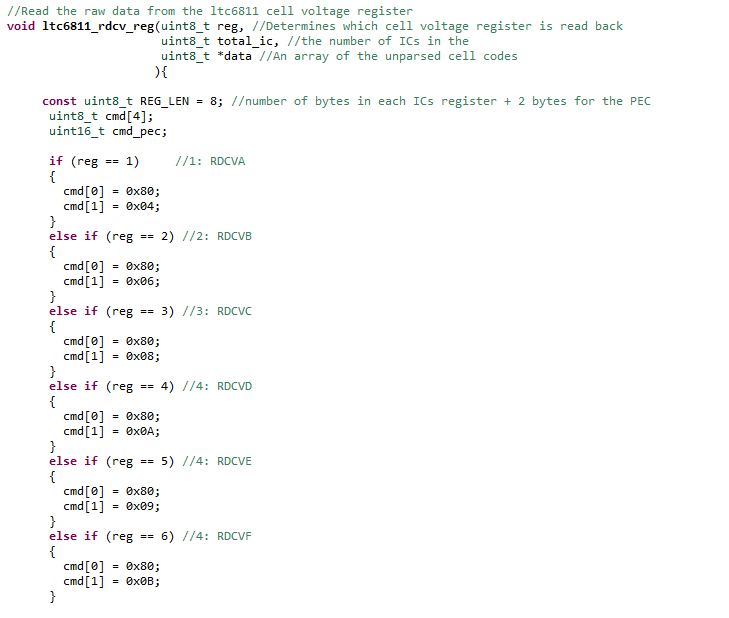 //Read the raw data from the ltc6811 cell voltage register
void ltc6811_rdcv_reg(uint8_t reg, //Determines which cell voltage register is read back
uint8_t total_ic, //the number of ICs in the
uint8_t *data //An array of the unparsed cell codes
){
const uint8_t REG_LEN = 8; //number of bytes in each ICs register + 2 bytes for the PEC
uint8_t cmd[4];
uint16_t cmd_pec;
if (reg == 1) //1: RDCVA
{
cmd[0] = 0x80;
cmd[1] = 0x04;
}
else if (reg == 2) //2: RDCVB
{
cmd[0] = 0x80;
cmd[1] = 0x06;
}
else if (reg == 3) //3: RDCVC
{
cmd[0] = 0x80;
cmd[1] = 0x08;
}
else if (reg == 4) //4: RDCVD
{
cmd[0] = 0x80;
cmd[1] = 0x0A;
}
else if (reg == 5) //4: RDCVE
{
cmd[0] = 0x80;
cmd[1] = 0x09;
}
else if (reg == 6) //4: RDCVF
{
cmd[0] = 0x80;
cmd[1] = 0x0B;
}